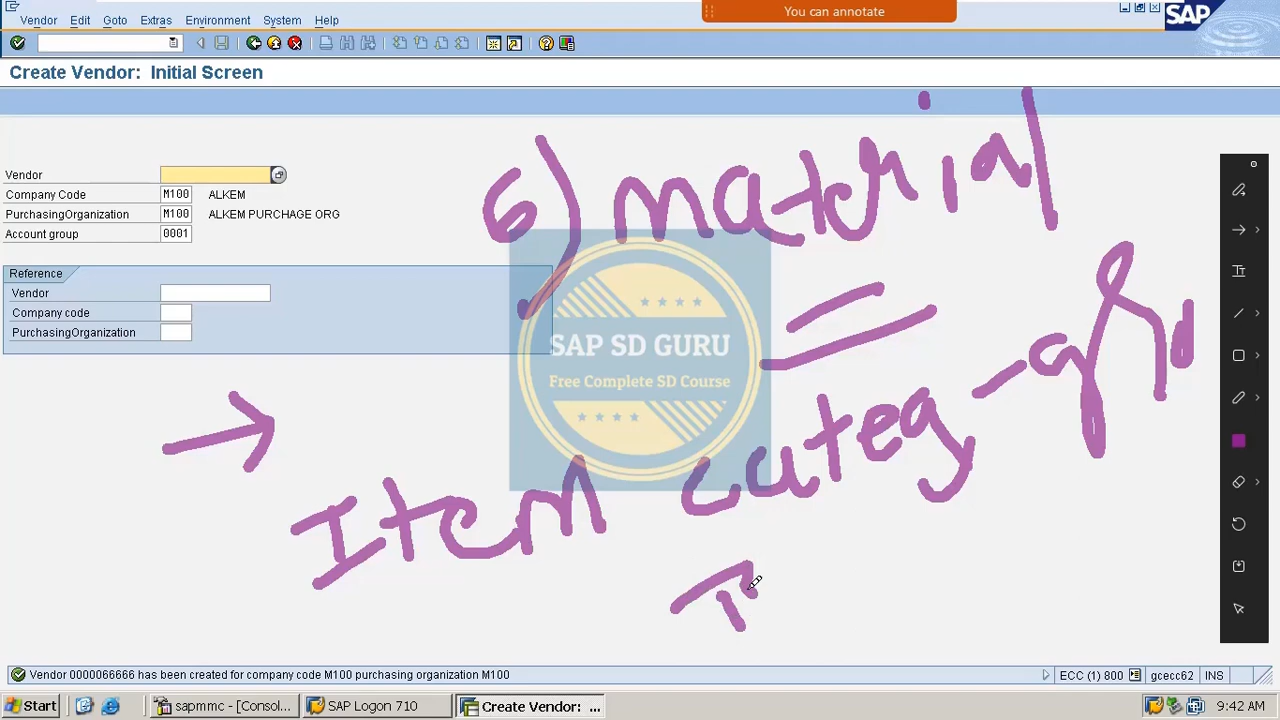 Vendor Edit Goto Extras Environment System Help
You can annotate
SAP
Create Vendor: Initial Screen
Vendor
Company Code M100 ALKEM
PurchasingOrganization M100 ALKEM PURCHAGE ORG
Account group 0001
Reference
Vendor
Company code
PurchasingOrganization
6) material
SAP SD GURU
Free Complete SD Course
Item categ
Vendor 0000066666 has been created for company code M100 purchasing organization M100
ECC (1) 800 gcecc62 INS
Start sapmmc - [Consol... SAP Logon 710 Create Vendor: ... 9:42 AM